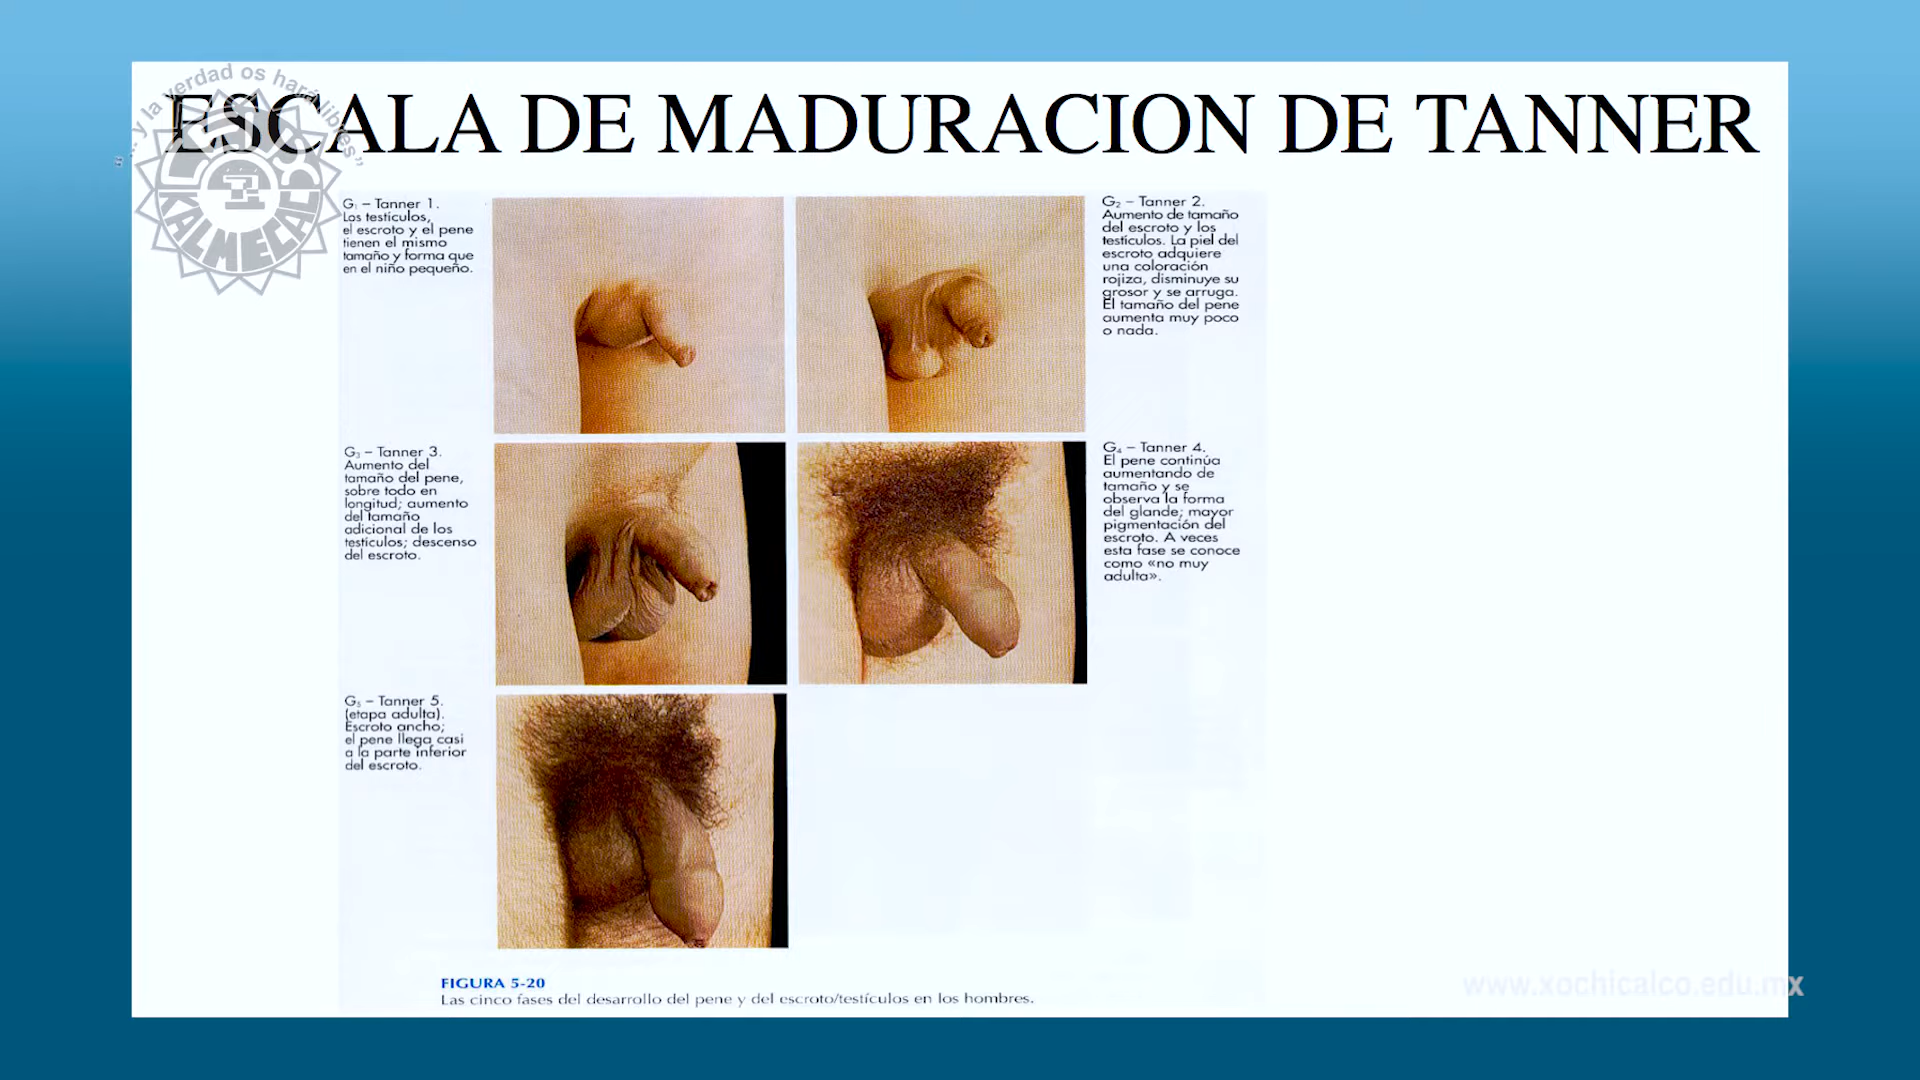 "... y la verdad os hará libres"
ESCALA DE MADURACION DE TANNER
KALMECAC
G₁ – Tanner 1.
Los testículos,
el escroto y el pene
tienen el mismo
tamaño y forma que
en el niño pequeño.
G₂ – Tanner 2.
Aumento de tamaño
del escroto y los
testículos. La piel del
escroto adquiere
una coloración
rojiza, disminuye su
grosor y se arruga.
El tamaño del pene
aumenta muy poco
o nada.
G₃ – Tanner 3.
Aumento del
tamaño del pene,
sobre todo en
longitud; aumento
del tamaño
adicional de los
testículos; descenso
del escroto.
G₄ – Tanner 4.
El pene continúa
aumentando de
tamaño y se
observa la forma
del glande; mayor
pigmentación del
escroto. A veces
esta fase se conoce
como «no muy
adulta».
G₅ – Tanner 5.
(etapa adulta).
Escroto ancho;
el pene llega casi
a la parte inferior
del escroto.
FIGURA 5-20
Las cinco fases del desarrollo del pene y del escroto/testículos en los hombres.
www.xochicalco.edu.mx